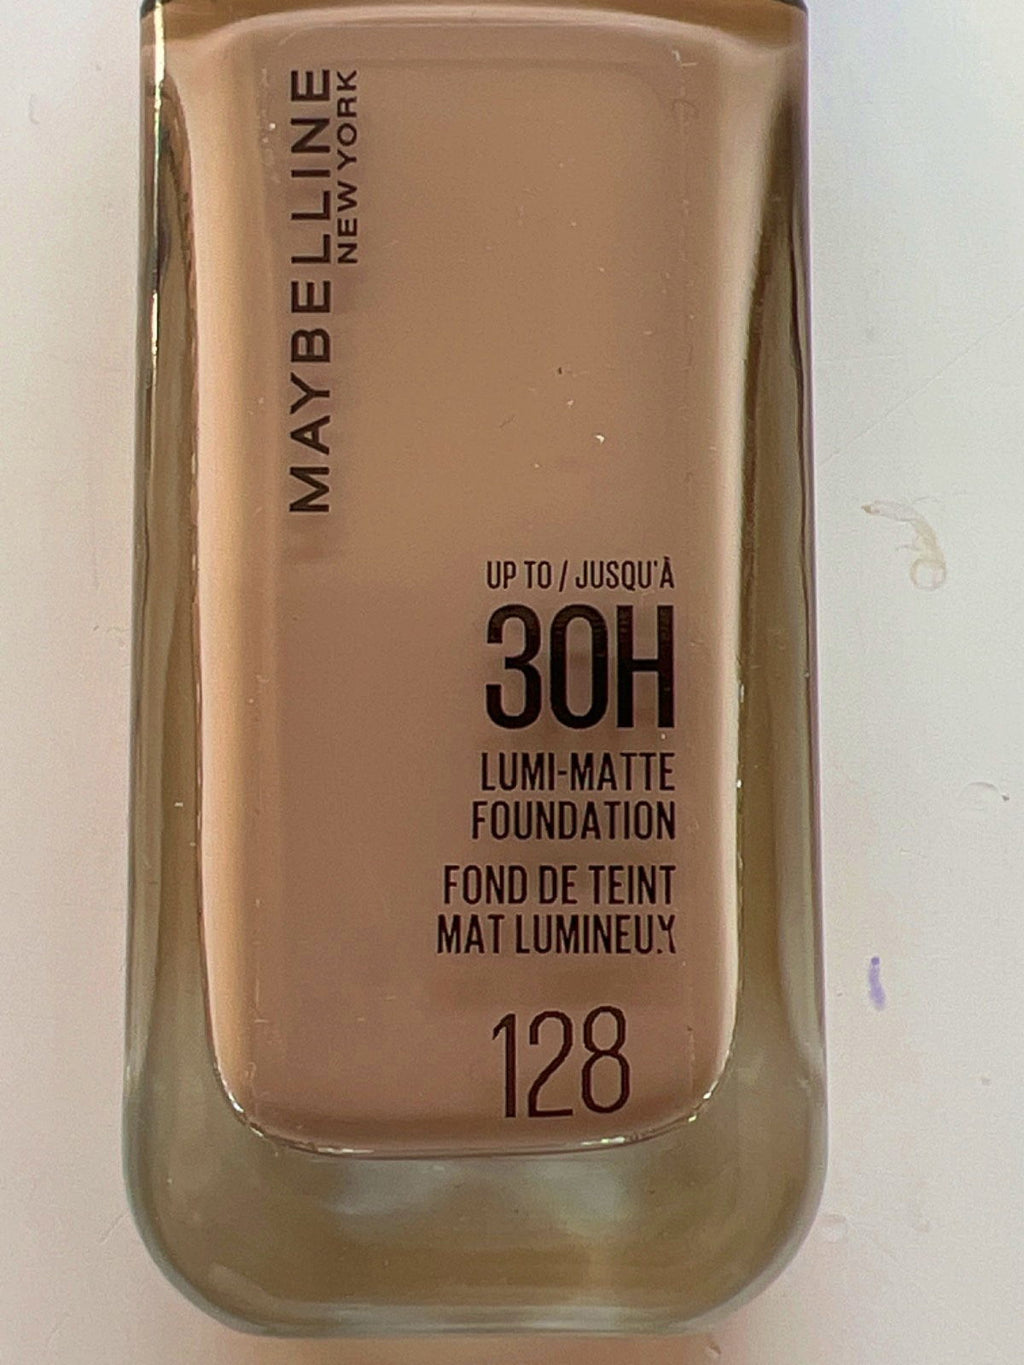 MAYBELLINE
NEW YORK
UP TO / JUSQU'À
30H
LUMI-MATTE
FOUNDATION
FOND DE TEINT
MAT LUMINEUX
128